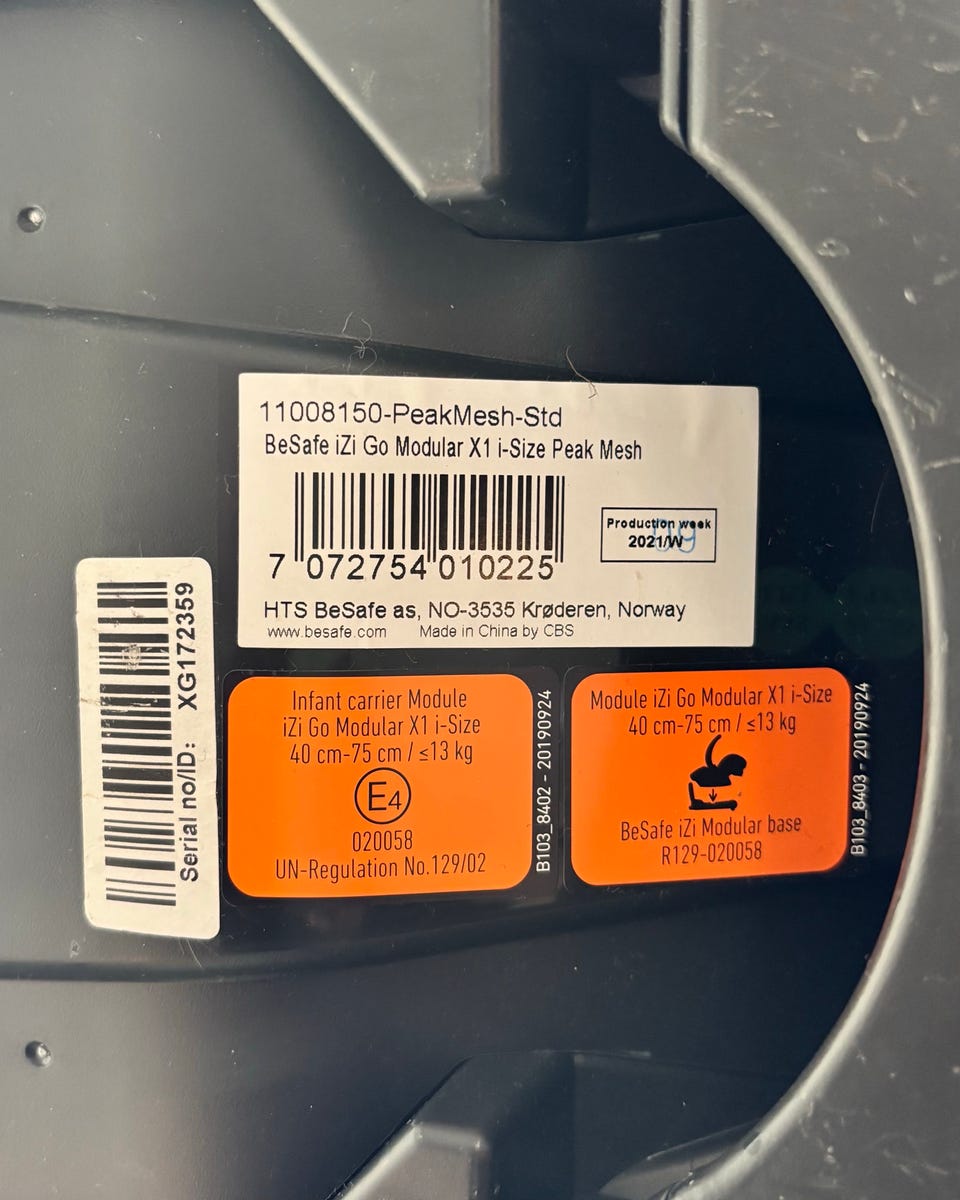 11008150-PeakMesh-Std
BeSafe iZi Go Modular X1 i-Size Peak Mesh
7 072754 010225
Production week
2021/W 09
HTS BeSafe as, NO-3535 Krøderen, Norway
www.besafe.com Made in China by CBS
Serial no/ID: XG172359
Infant carrier Module
iZi Go Modular X1 i-Size
40 cm-75 cm / ≤13 kg
E4
020058
UN-Regulation No.129/02
B103_8402 - 20190924
Module iZi Go Modular X1 i-Size
40 cm-75 cm / ≤13 kg
BeSafe iZi Modular base
R129-020058
B103_8403 - 20190924